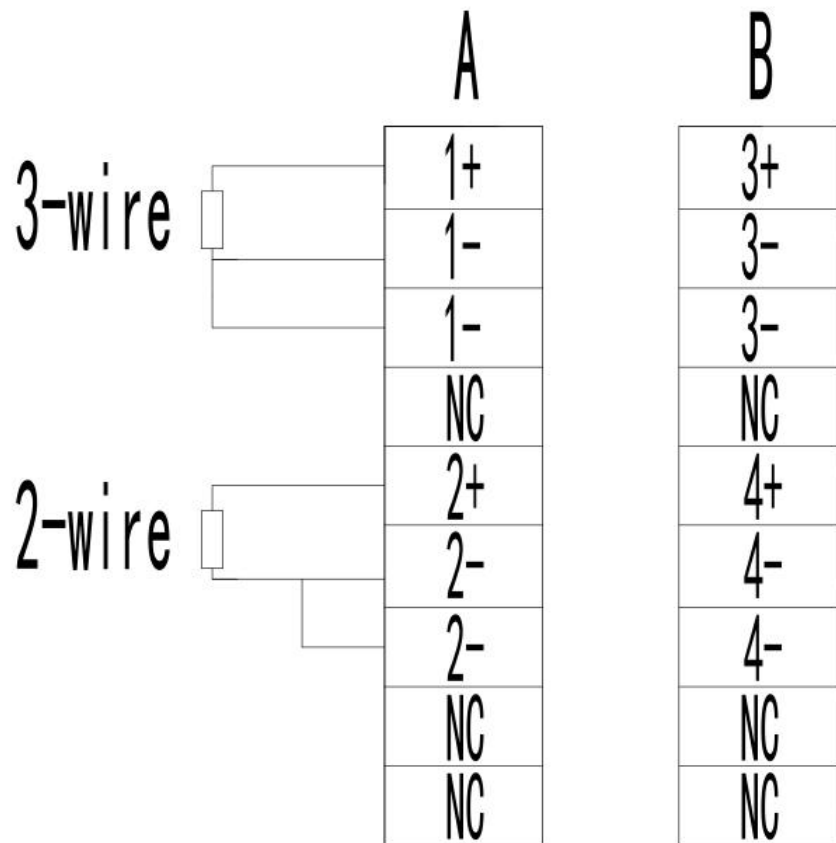 A B
1+ 3+
3-wire
1- 3-
1- 3-
NC NC
2+ 4+
2-wire
2- 4-
2- 4-
NC NC
NC NC